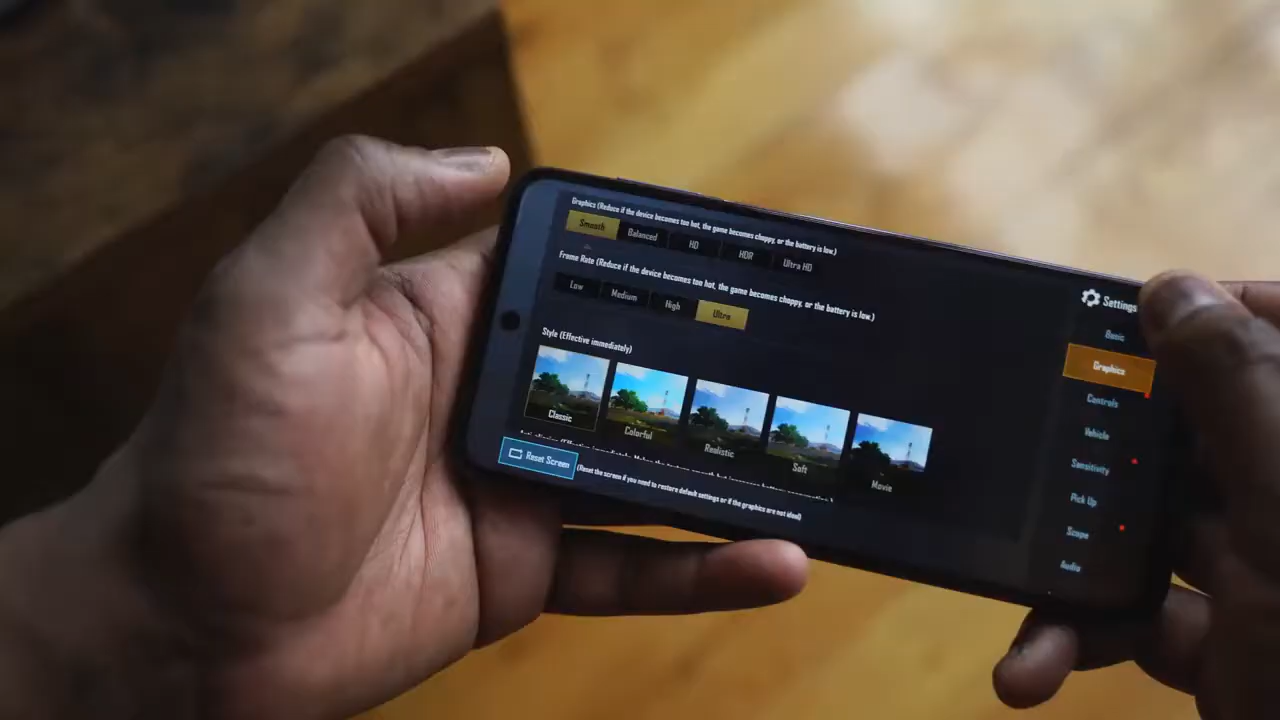 Graphics (Reduce if the device becomes too hot, the game becomes choppy, or the battery is low.)
Smooth Balanced HD HDR Ultra HD
Frame Rate (Reduce if the device becomes too hot, the game becomes choppy, or the battery is low.)
Low Medium High Ultra
Style (Effective immediately)
Classic Colorful Realistic Soft Movie
Reset Screen (Reset the screen if you need to restore default settings or if the graphics are not ideal)
Settings
Basic
Graphics
Controls
Vehicle
Sensitivity
Pick Up
Scope
Audio